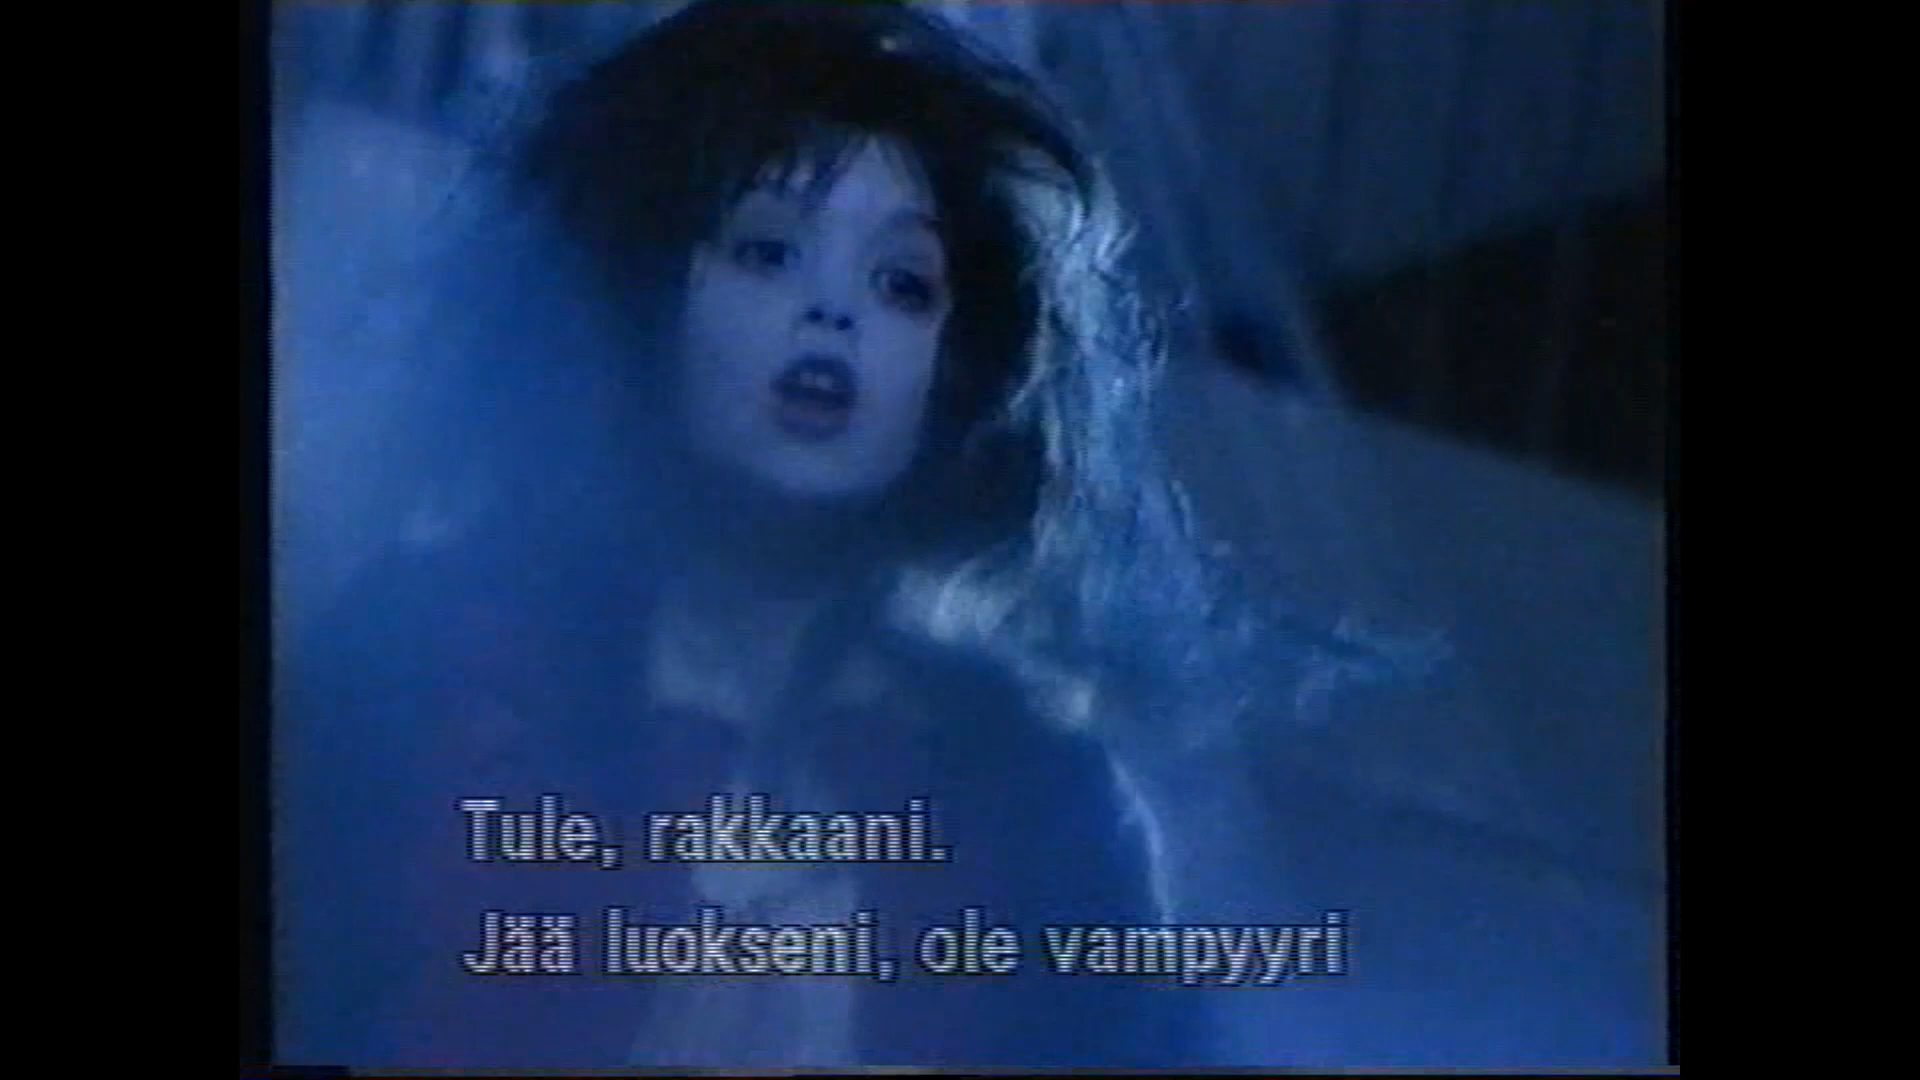 Tule, rakkaani.
Jää luokseni, ole vampyyri